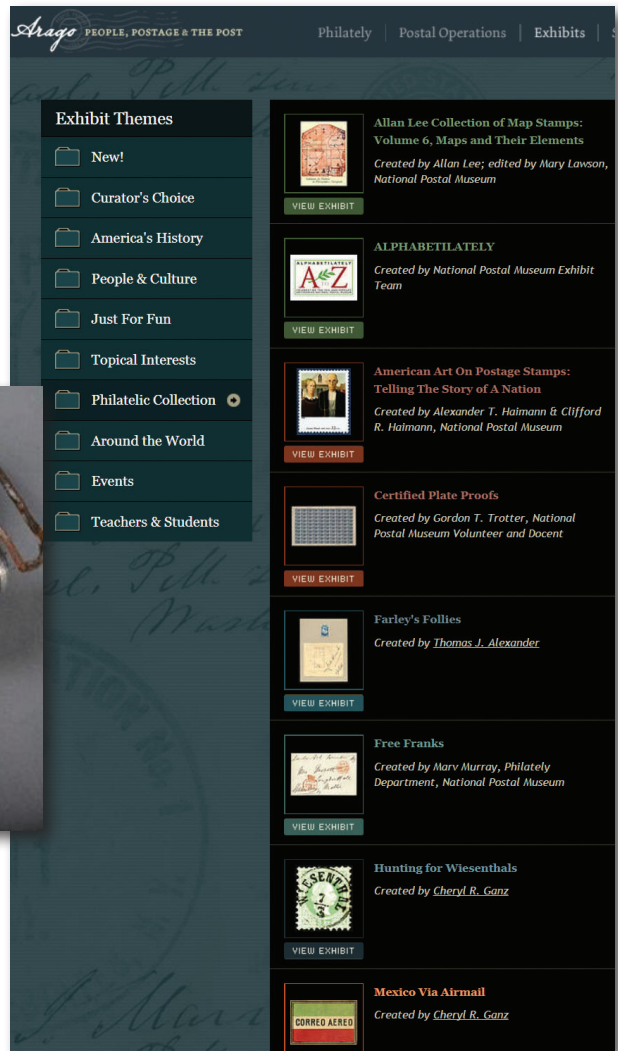 Arago PEOPLE, POSTAGE & THE POST
Philately | Postal Operations | Exhibits |
Exhibit Themes
New!
Curator's Choice
America's History
People & Culture
Just For Fun
Topical Interests
Philatelic Collection
Around the World
Events
Teachers & Students
Allan Lee Collection of Map Stamps:
Volume 6, Maps and Their Elements
Created by Allan Lee; edited by Mary Lawson,
National Postal Museum
VIEW EXHIBIT
ALPHABETILATELY
A TO Z
ALPHABETILATELY
Created by National Postal Museum Exhibit
Team
VIEW EXHIBIT
American Art On Postage Stamps:
Telling The Story of A Nation
Created by Alexander T. Haimann & Clifford
R. Haimann, National Postal Museum
VIEW EXHIBIT
Certified Plate Proofs
Created by Gordon T. Trotter, National
Postal Museum Volunteer and Docent
VIEW EXHIBIT
Farley's Follies
Created by Thomas J. Alexander
VIEW EXHIBIT
Free Franks
Created by Marv Murray, Philately
Department, National Postal Museum
VIEW EXHIBIT
WIESENTHAL
7
3
Hunting for Wiesenthals
Created by Cheryl R. Ganz
VIEW EXHIBIT
CORREO AEREO
Mexico Via Airmail
Created by Cheryl R. Ganz